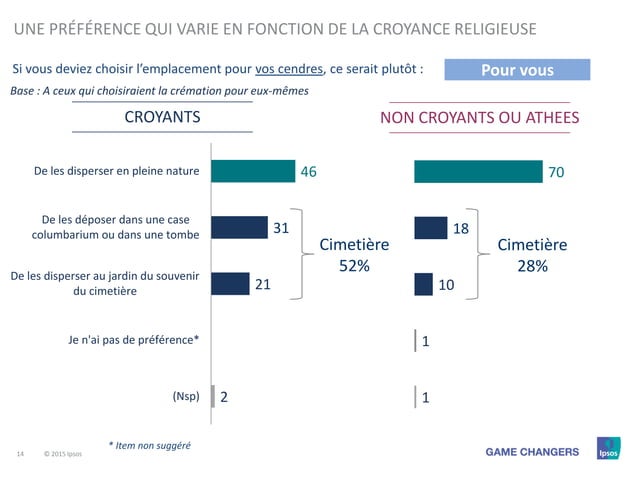 UNE PRÉFÉRENCE QUI VARIE EN FONCTION DE LA CROYANCE RELIGIEUSE
Si vous deviez choisir l'emplacement pour vos cendres, ce serait plutôt :
Pour vous
Base : A ceux qui choisiraient la crémation pour eux-mêmes
CROYANTS
NON CROYANTS OU ATHEES
De les disperser en pleine nature
46
70
De les déposer dans une case
columbarium ou dans une tombe
31
18
Cimetière
52%
Cimetière
28%
De les disperser au jardin du souvenir
du cimetière
21
10
Je n'ai pas de préférence*
1
(Nsp)
2
1
* Item non suggéré
14
© 2015 Ipsos
GAME CHANGERS
Ipsos